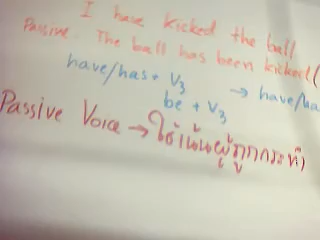 I have kicked the ball
Passive. The ball has been kicked (
have/has + V3 → have/ha
be + V3
Passive Voice → ใช้เน้นผู้ถูกกระทำ